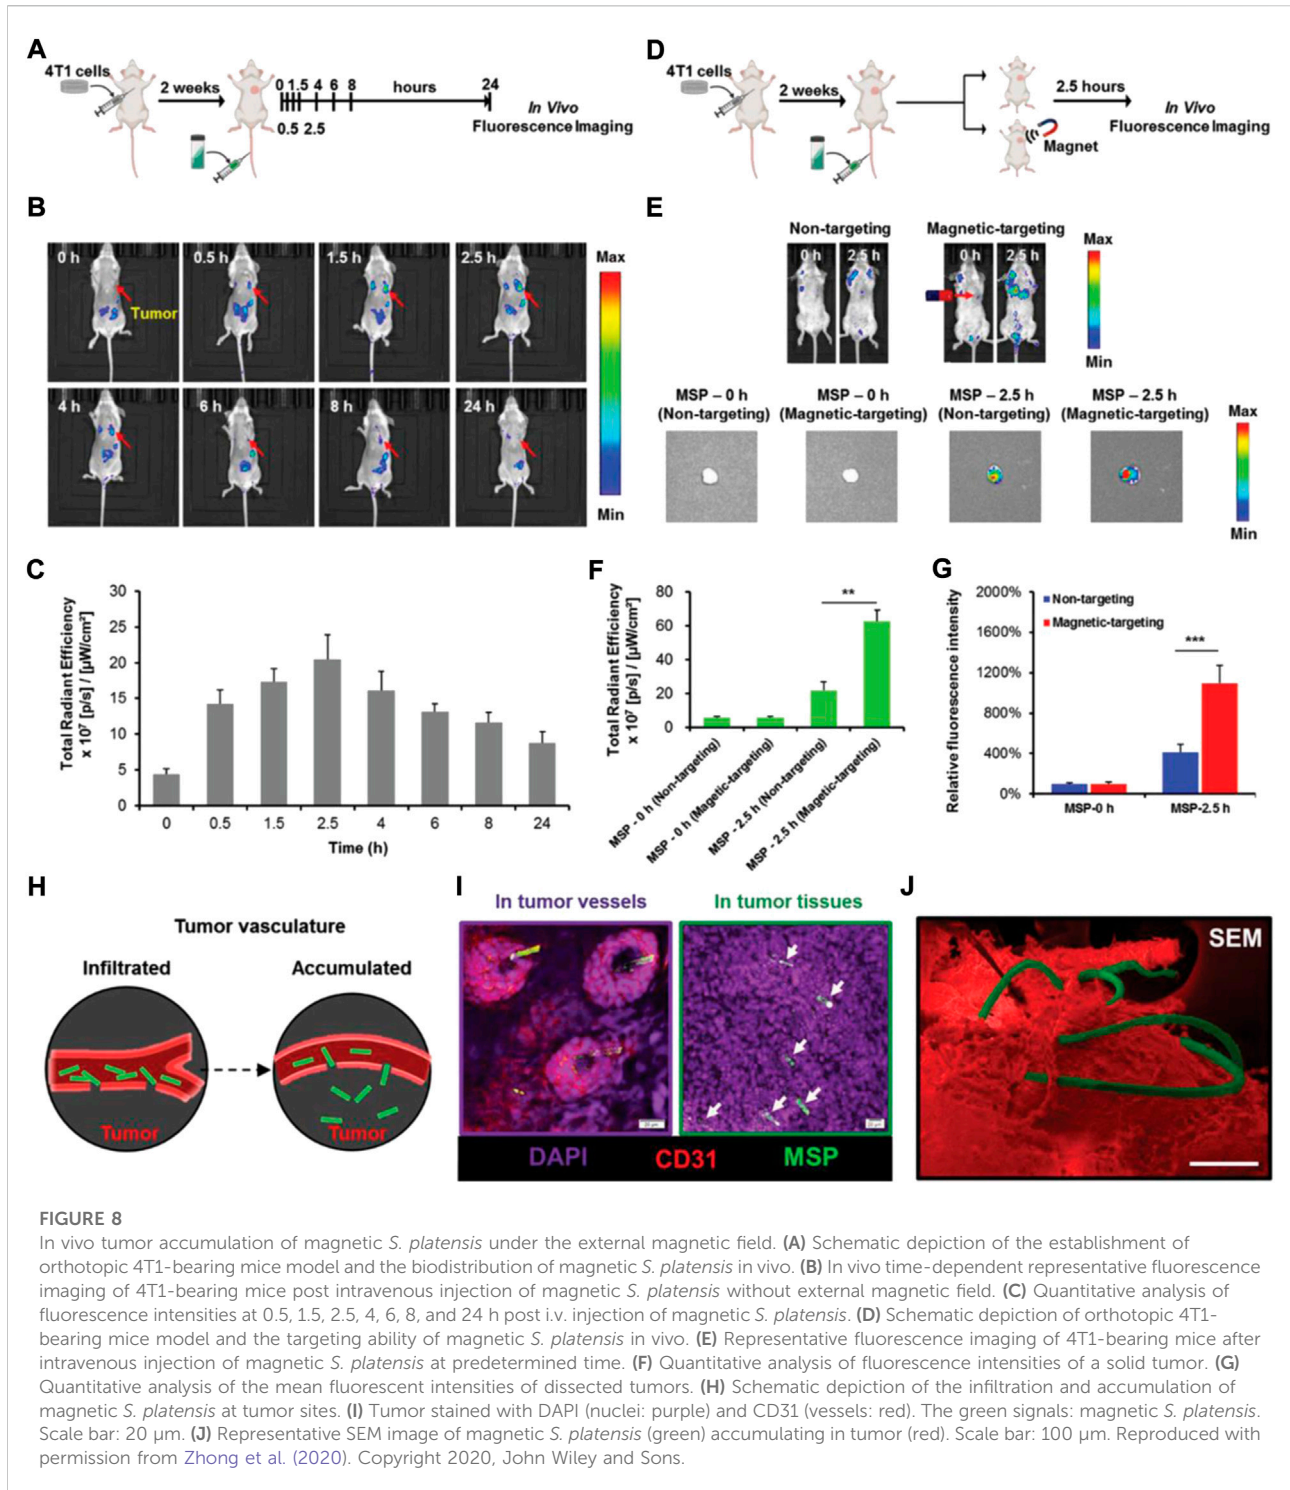 A
4T1 cells
2 weeks
0 1.5 4 6 8 hours 24
0.5 2.5
In Vivo
Fluorescence Imaging
D
4T1 cells
2 weeks
2.5 hours
In Vivo
Fluorescence Imaging
Magnet
B
0 h
0.5 h
1.5 h
2.5 h
Tumor
4 h
6 h
8 h
24 h
Max
Min
E
Non-targeting
Magnetic-targeting
0 h
2.5 h
0 h
2.5 h
Max
Min
MSP – 0 h
(Non-targeting)
MSP – 0 h
(Magnetic-targeting)
MSP – 2.5 h
(Non-targeting)
MSP – 2.5 h
(Magnetic-targeting)
Max
Min
C
Total Radiant Efficiency
x 10⁷ [p/s] / [µW/cm²]
30
25
20
15
10
5
0
0 0.5 1.5 2.5 4 6 8 24
Time (h)
F
Total Radiant Efficiency
x 10⁷ [p/s] / [µW/cm²]
80
60
40
20
0
**
MSP - 0 h (Non-targeting)
MSP - 0 h (Magetic-targeting)
MSP - 2.5 h (Non-targeting)
MSP - 2.5 h (Magetic-targeting)
G
Relative fluorescence intensity
2000%
1600%
1200%
800%
400%
0%
Non-targeting
Magnetic-targeting
***
MSP-0 h
MSP-2.5 h
H
Tumor vasculature
Infiltrated
Accumulated
Tumor
Tumor
I
In tumor vessels
In tumor tissues
20 µm
20 µm
DAPI CD31 MSP
J
SEM
FIGURE 8
In vivo tumor accumulation of magnetic S. platensis under the external magnetic field. (A) Schematic depiction of the establishment of
orthotopic 4T1-bearing mice model and the biodistribution of magnetic S. platensis in vivo. (B) In vivo time-dependent representative fluorescence
imaging of 4T1-bearing mice post intravenous injection of magnetic S. platensis without external magnetic field. (C) Quantitative analysis of
fluorescence intensities at 0.5, 1.5, 2.5, 4, 6, 8, and 24 h post i.v. injection of magnetic S. platensis. (D) Schematic depiction of orthotopic 4T1-
bearing mice model and the targeting ability of magnetic S. platensis in vivo. (E) Representative fluorescence imaging of 4T1-bearing mice after
intravenous injection of magnetic S. platensis at predetermined time. (F) Quantitative analysis of fluorescence intensities of a solid tumor. (G)
Quantitative analysis of the mean fluorescent intensities of dissected tumors. (H) Schematic depiction of the infiltration and accumulation of
magnetic S. platensis at tumor sites. (I) Tumor stained with DAPI (nuclei: purple) and CD31 (vessels: red). The green signals: magnetic S. platensis.
Scale bar: 20 µm. (J) Representative SEM image of magnetic S. platensis (green) accumulating in tumor (red). Scale bar: 100 µm. Reproduced with
permission from Zhong et al. (2020). Copyright 2020, John Wiley and Sons.